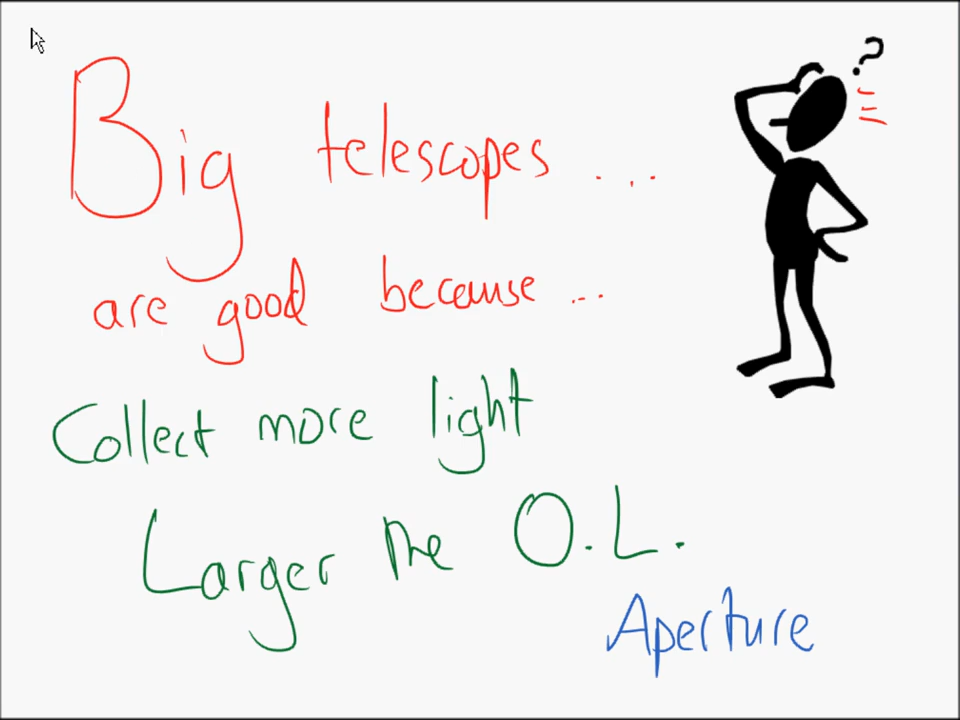 Big telescopes ...
are good because ...
Collect more light
Larger the O.L.
Aperture
?